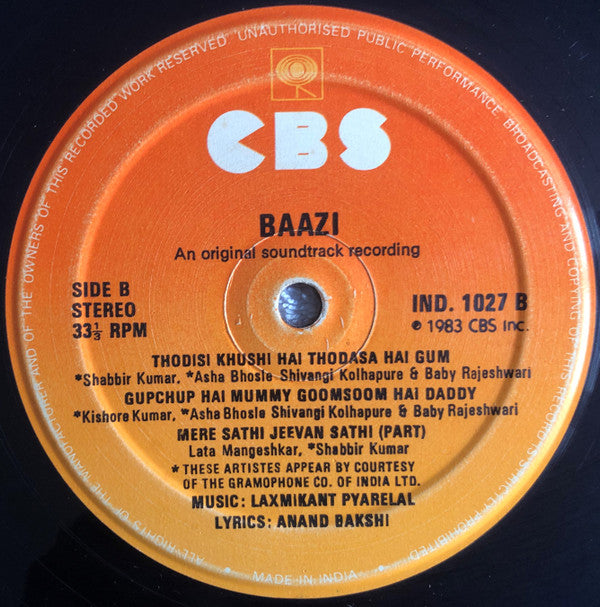 ALL RIGHTS OF THE MANUFACTURER AND OF THE OWNERS OF THIS RECORDED WORK RESERVED UNAUTHORISED PUBLIC PERFORMANCE BROADCASTING AND COPYING OF THIS RECORD IS STRICTLY PROHIBITED
CBS
BAAZI
An original soundtrack recording
SIDE B
STEREO
33⅓ RPM
IND. 1027 B
℗ 1983 CBS Inc.
THODISI KHUSHI HAI THODASA HAI GUM
*Shabbir Kumar, *Asha Bhosle Shivangi Kolhapure & Baby Rajeshwari
GUPCHUP HAI MUMMY GOOMSOOM HAI DADDY
*Kishore Kumar, *Asha Bhosle Shivangi Kolhapure & Baby Rajeshwari
MERE SATHI JEEVAN SATHI (PART)
Lata Mangeshkar, *Shabbir Kumar
* THESE ARTISTES APPEAR BY COURTESY
OF THE GRAMOPHONE CO. OF INDIA LTD.
MUSIC: LAXMIKANT PYARELAL
LYRICS: ANAND BAKSHI
MADE IN INDIA